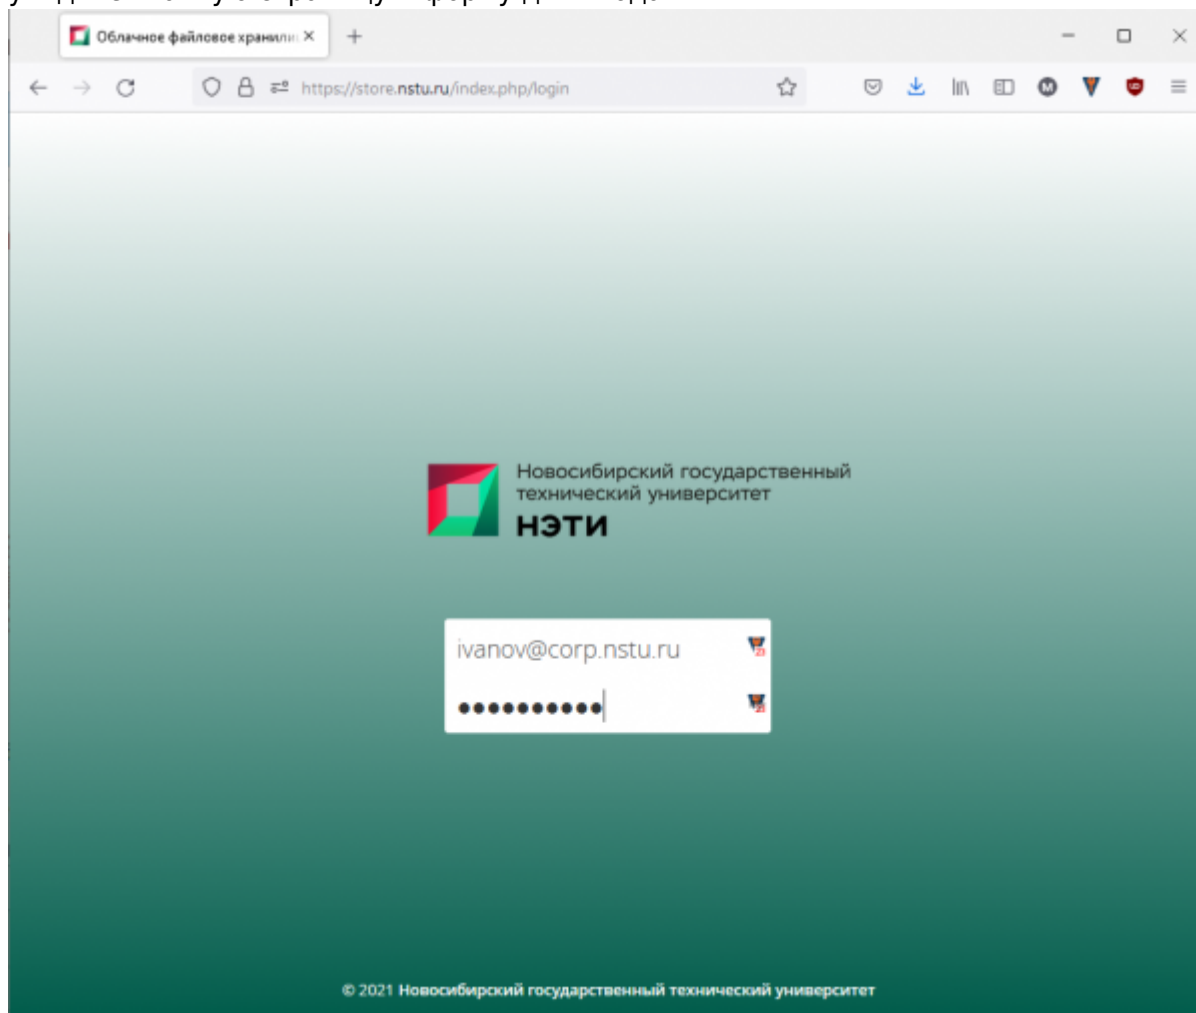 Облачное файловое хранилищ
https://store.nstu.ru/index.php/login
Новосибирский государственный
технический университет
НЭТИ
ivanov@corp.nstu.ru
●●●●●●●●●●
© 2021 Новосибирский государственный технический университет